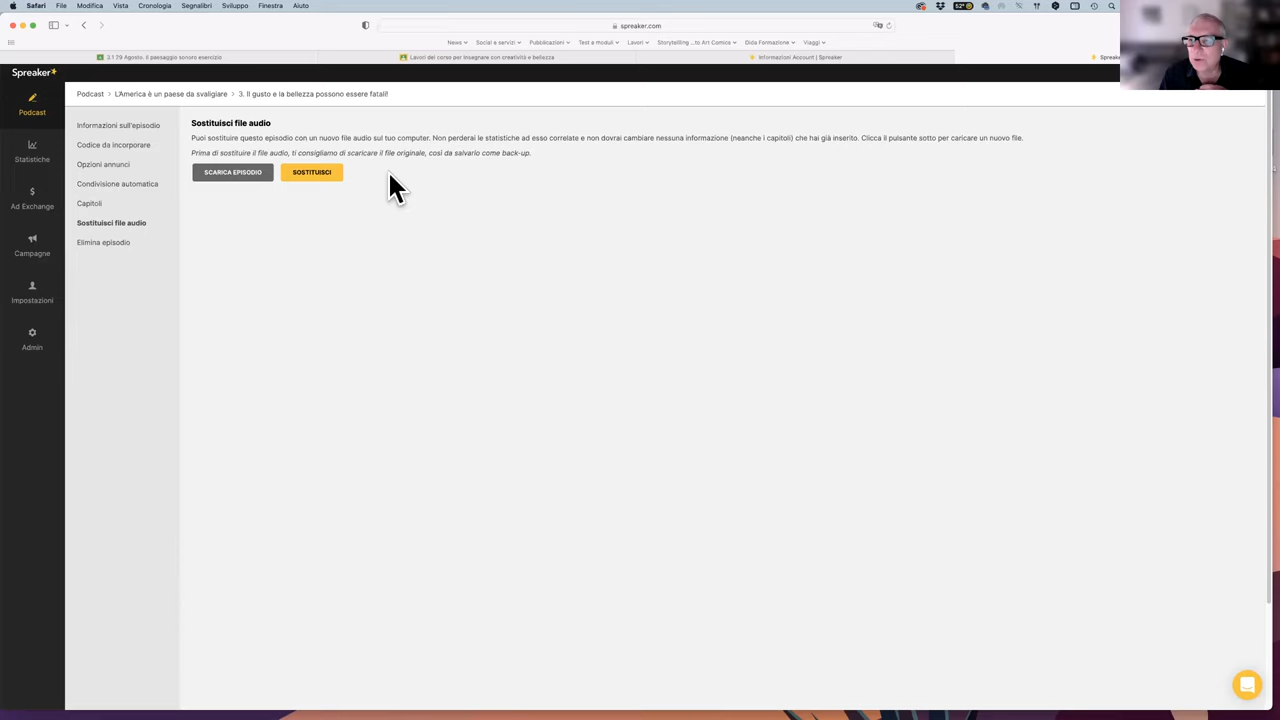 Safari File Modifica Vista Cronologia Segnalibri Sviluppo Finestra Aiuto
52°
spreaker.com
News Social e servizi Pubblicazioni Test e moduli Lavori Storytelling ...to Art Comics Dida Formazione Viaggi
3.1 29 Agosto. Il paesaggio sonoro esercizio
Lavori del corso per insegnare con creatività e bellezza
Informazioni Account | Spreaker
Spreake
Spreaker
Podcast
Statistiche
Ad Exchange
Campagne
Impostazioni
Admin
Podcast > L'America è un paese da svaligiare > 3. Il gusto e la bellezza possono essere fatali!
Informazioni sull'episodio
Codice da incorporare
Opzioni annunci
Condivisione automatica
Capitoli
Sostituisci file audio
Elimina episodio
Sostituisci file audio
Puoi sostituire questo episodio con un nuovo file audio sul tuo computer. Non perderai le statistiche ad esso correlate e non dovrai cambiare nessuna informazione (neanche i capitoli) che hai già inserito. Clicca il pulsante sotto per caricare un nuovo file.
Prima di sostituire il file audio, ti consigliamo di scaricare il file originale, così da salvarlo come back-up.
SCARICA EPISODIO
SOSTITUISCI